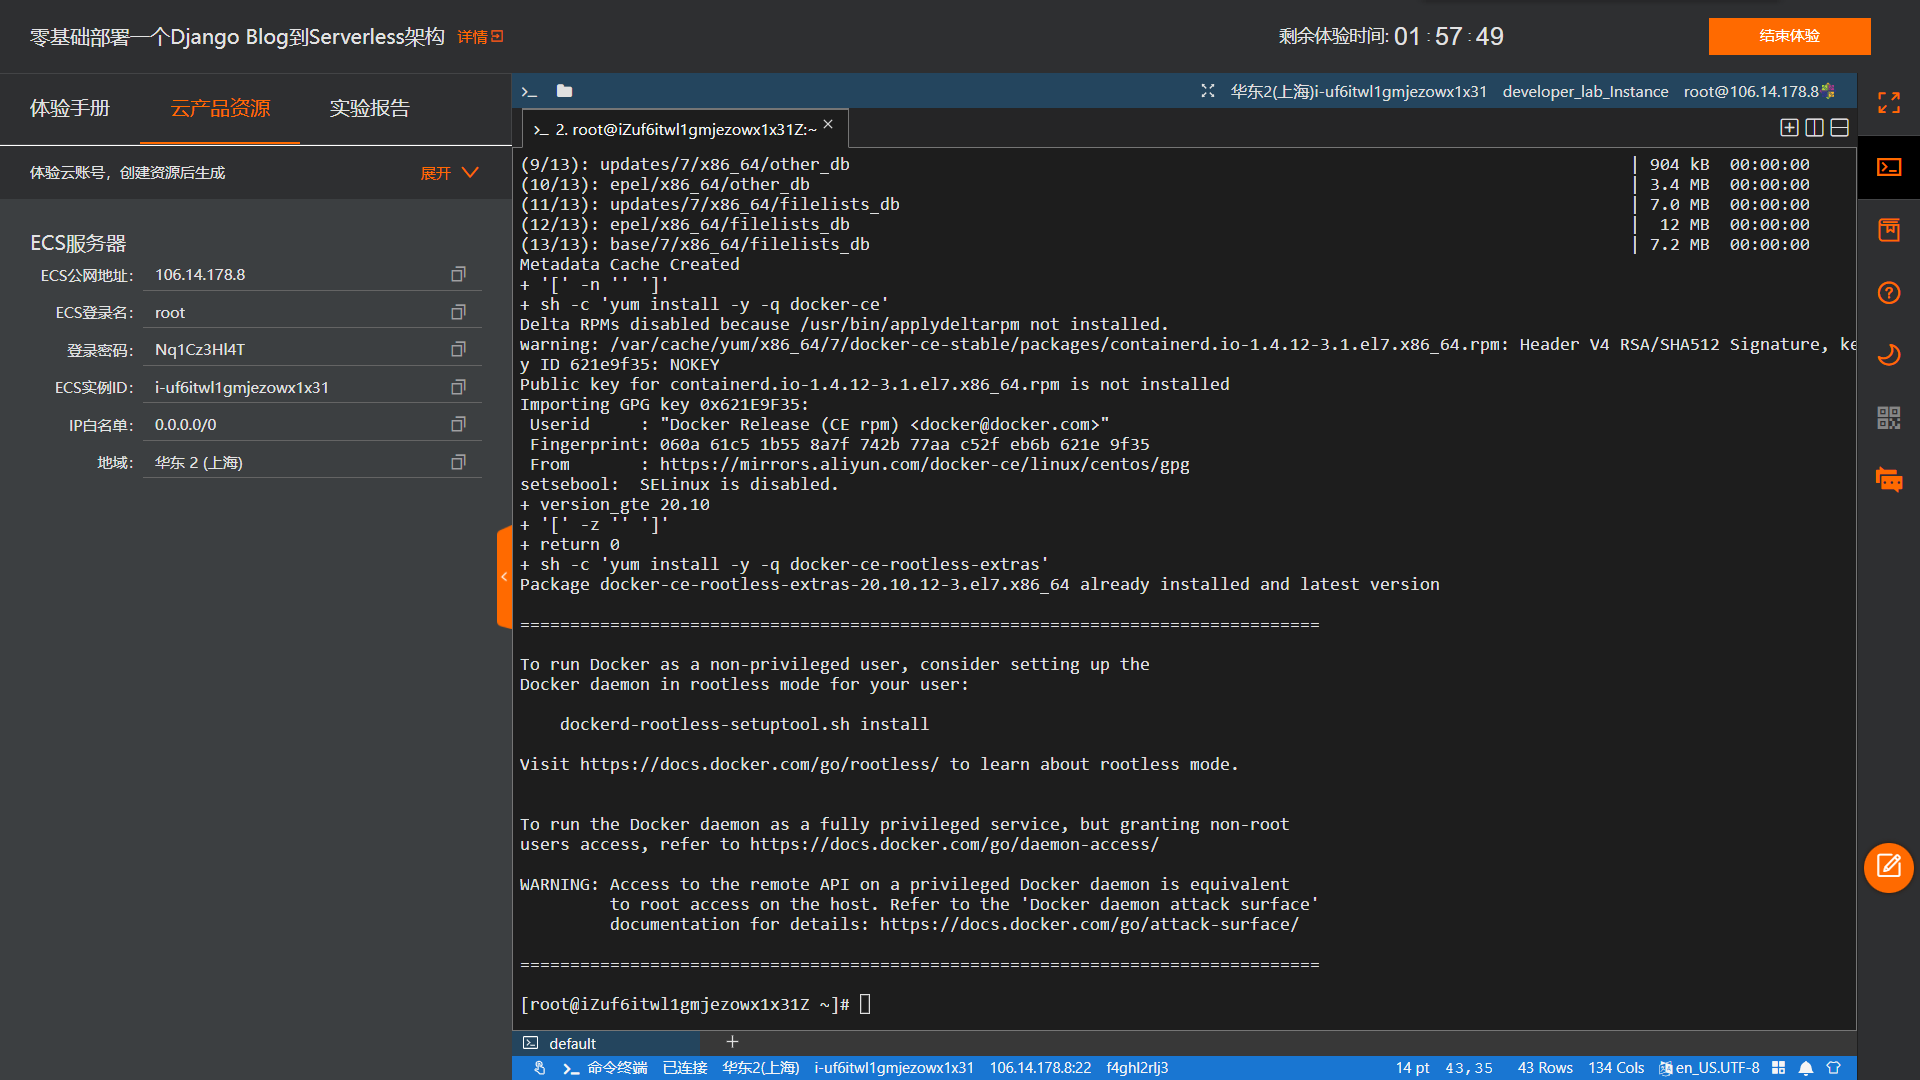 零基础部署一个Django Blog到Serverless架构 详情
剩余体验时间: 01 : 57 : 49
结束体验
体验手册 云产品资源 实验报告
体验云账号，创建资源后生成 展开
ECS服务器
ECS公网地址: 106.14.178.8
ECS登录名: root
登录密码: Nq1Cz3Hl4T
ECS实例ID: i-uf6itwl1gmjezowx1x31
IP白名单: 0.0.0.0/0
地域: 华东 2 (上海)
华东2(上海)i-uf6itwl1gmjezowx1x31 developer_lab_Instance root@106.14.178.8
2. root@iZuf6itwl1gmjezowx1x31Z:~ ×
(9/13): updates/7/x86_64/other_db | 904 kB 00:00:00
(10/13): epel/x86_64/other_db | 3.4 MB 00:00:00
(11/13): updates/7/x86_64/filelists_db | 7.0 MB 00:00:00
(12/13): epel/x86_64/filelists_db | 12 MB 00:00:00
(13/13): base/7/x86_64/filelists_db | 7.2 MB 00:00:00
Metadata Cache Created
+ '[' -n '' ']'
+ sh -c 'yum install -y -q docker-ce'
Delta RPMs disabled because /usr/bin/applydeltarpm not installed.
warning: /var/cache/yum/x86_64/7/docker-ce-stable/packages/containerd.io-1.4.12-3.1.el7.x86_64.rpm: Header V4 RSA/SHA512 Signature, ke
y ID 621e9f35: NOKEY
Public key for containerd.io-1.4.12-3.1.el7.x86_64.rpm is not installed
Importing GPG key 0x621E9F35:
Userid : "Docker Release (CE rpm) <docker@docker.com>"
Fingerprint: 060a 61c5 1b55 8a7f 742b 77aa c52f eb6b 621e 9f35
From : https://mirrors.aliyun.com/docker-ce/linux/centos/gpg
setsebool: SELinux is disabled.
+ version_gte 20.10
+ '[' -z '' ']'
+ return 0
+ sh -c 'yum install -y -q docker-ce-rootless-extras'
Package docker-ce-rootless-extras-20.10.12-3.el7.x86_64 already installed and latest version
================================================================================
To run Docker as a non-privileged user, consider setting up the
Docker daemon in rootless mode for your user:
dockerd-rootless-setuptool.sh install
Visit https://docs.docker.com/go/rootless/ to learn about rootless mode.
To run the Docker daemon as a fully privileged service, but granting non-root
users access, refer to https://docs.docker.com/go/daemon-access/
WARNING: Access to the remote API on a privileged Docker daemon is equivalent
to root access on the host. Refer to the 'Docker daemon attack surface'
documentation for details: https://docs.docker.com/go/attack-surface/
================================================================================
[root@iZuf6itwl1gmjezowx1x31Z ~]#
default +
命令终端 已连接 华东2(上海) i-uf6itwl1gmjezowx1x31 106.14.178.8:22 f4ghl2rlj3 14 pt 43,35 43 Rows 134 Cols en_US.UTF-8